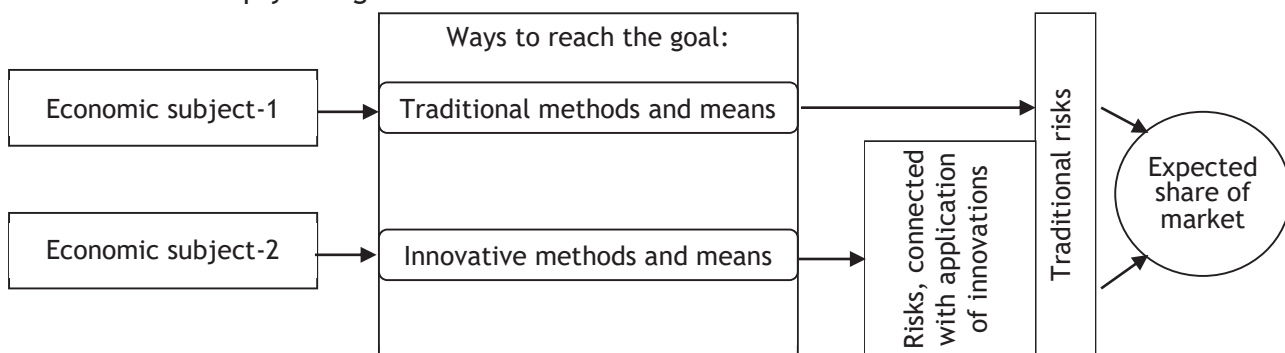 Ways to reach the goal:
Economic subject-1
Traditional methods and means
Economic subject-2
Innovative methods and means
Risks, connected
with application
of innovations
Traditional risks
Expected
share of
market